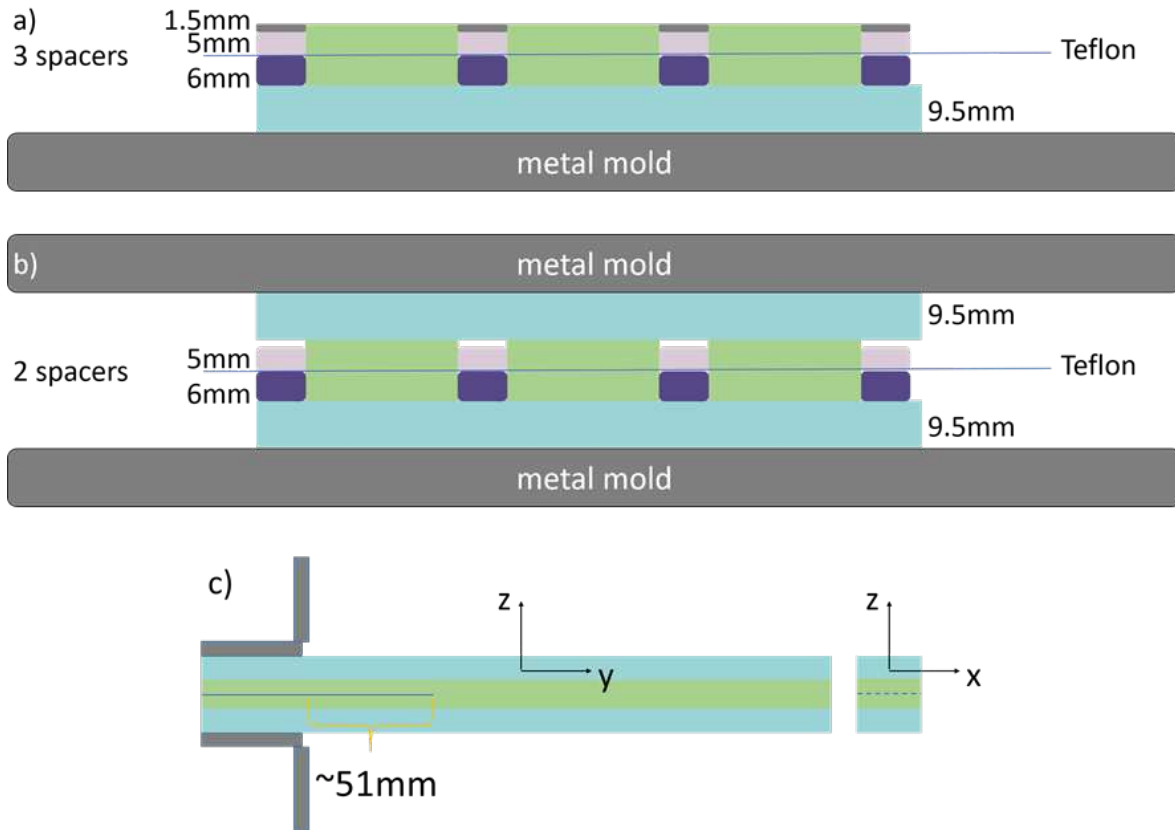 a)
1.5mm
5mm
3 spacers
Teflon
6mm
9.5mm
metal mold
metal mold
b)
9.5mm
5mm
2 spacers
Teflon
6mm
9.5mm
metal mold
c)
z
z
y
x
~51mm